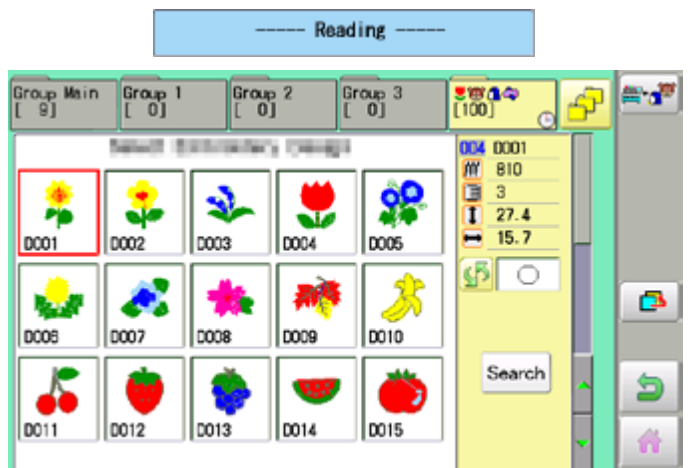 ----- Reading -----
Group Main
[ 9]
Group 1
[ 0]
Group 2
[ 0]
Group 3
[ 0]
[100]
004 0001
810
3
27.4
15.7
D001
D002
D003
D004
D005
D006
D007
D008
D009
D010
Search
D011
D012
D013
D014
D015